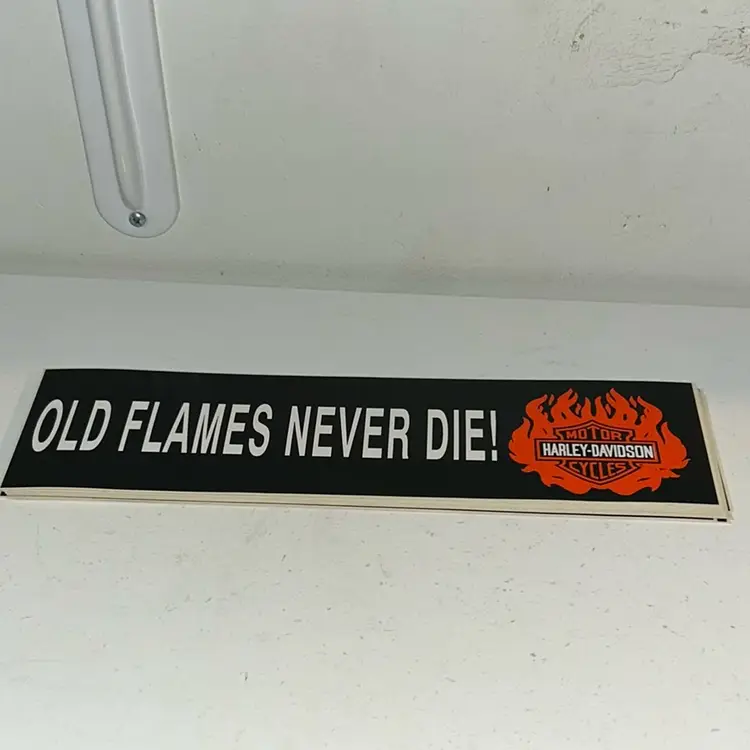 OLD FLAMES NEVER DIE!
MOTOR
HARLEY-DAVIDSON
CYCLES